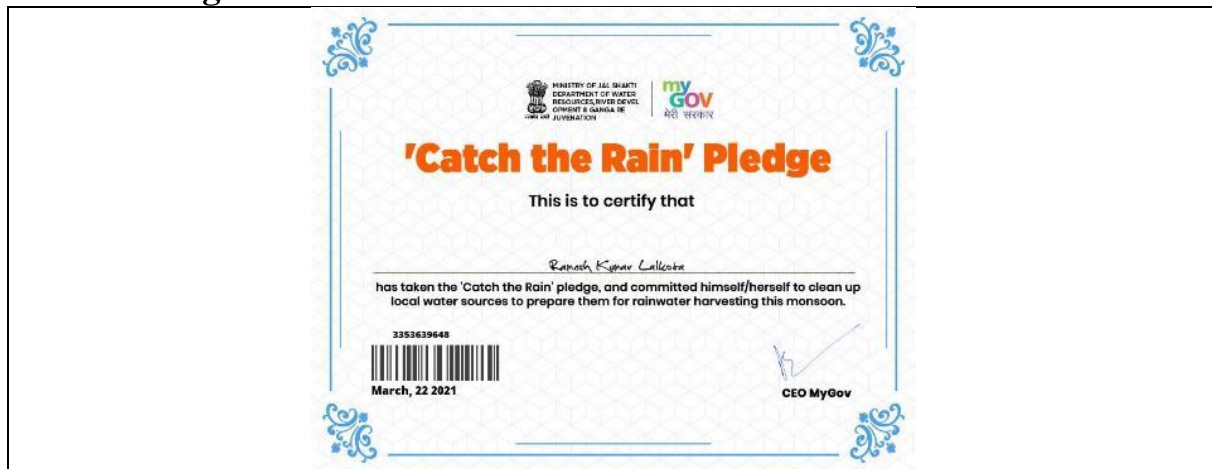 MINISTRY OF JAL SHAKTI
DEPARTMENT OF WATER
RESOURCES,RIVER DEVEL
OPMENT & GANGA RE
JUVENATION
my
GOV
मेरी सरकार
'Catch the Rain' Pledge
This is to certify that
Ramesh Kumar Lalkota
has taken the 'Catch the Rain' pledge, and committed himself/herself to clean up
local water sources to prepare them for rainwater harvesting this monsoon.
3353639648
March, 22 2021
CEO MyGov